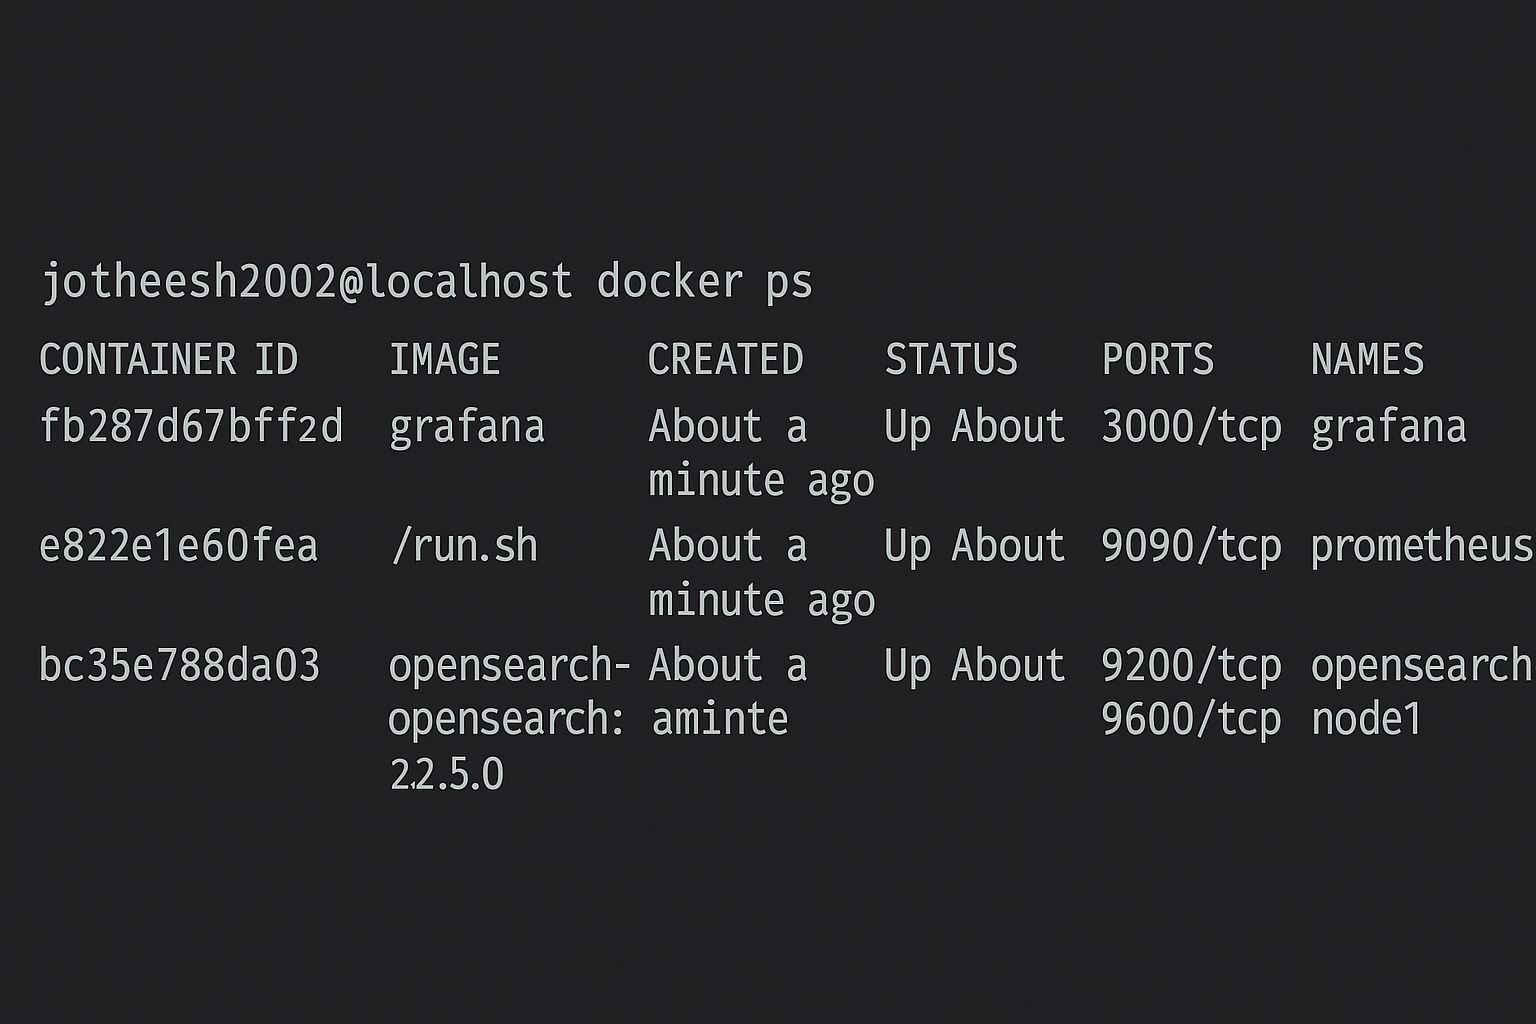 jotheesh2002@localhost docker ps
CONTAINER ID IMAGE CREATED STATUS PORTS NAMES
fb287d67bff2d grafana About a Up About 3000/tcp grafana
minute ago
e822e1e60fea /run.sh About a Up About 9090/tcp prometheus
minute ago
bc35e788da03 opensearch- About a Up About 9200/tcp opensearch
opensearch: aminte 9600/tcp node1
2.2.5.0